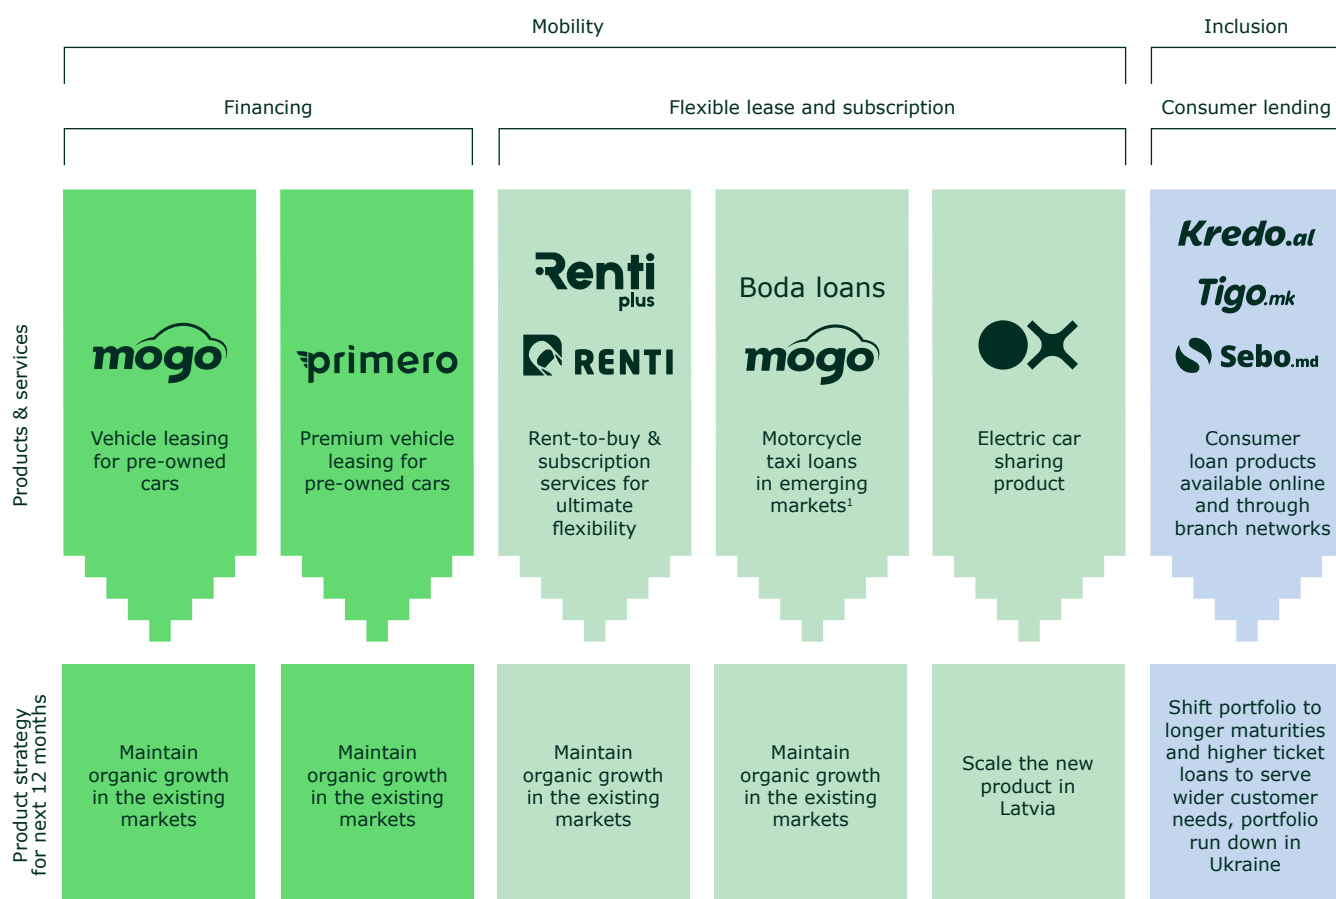 Mobility
Inclusion
Financing
Flexible lease and subscription
Consumer lending
Products & services
mogo
Vehicle leasing
for pre-owned
cars
primero
Premium vehicle
leasing for
pre-owned cars
Renti
plus
RENTI
Rent-to-buy &
subscription
services for
ultimate
flexibility
Boda loans
mogo
Motorcycle
taxi loans
in emerging
markets¹
OX
Electric car
sharing
product
Kredo.al
Tigo.mk
Sebo.md
Consumer
loan products
available online
and through
branch networks
Product strategy
for next 12 months
Maintain
organic growth
in the existing
markets
Maintain
organic growth
in the existing
markets
Maintain
organic growth
in the existing
markets
Maintain
organic growth
in the existing
markets
Scale the new
product in
Latvia
Shift portfolio to
longer maturities
and higher ticket
loans to serve
wider customer
needs, portfolio
run down in
Ukraine